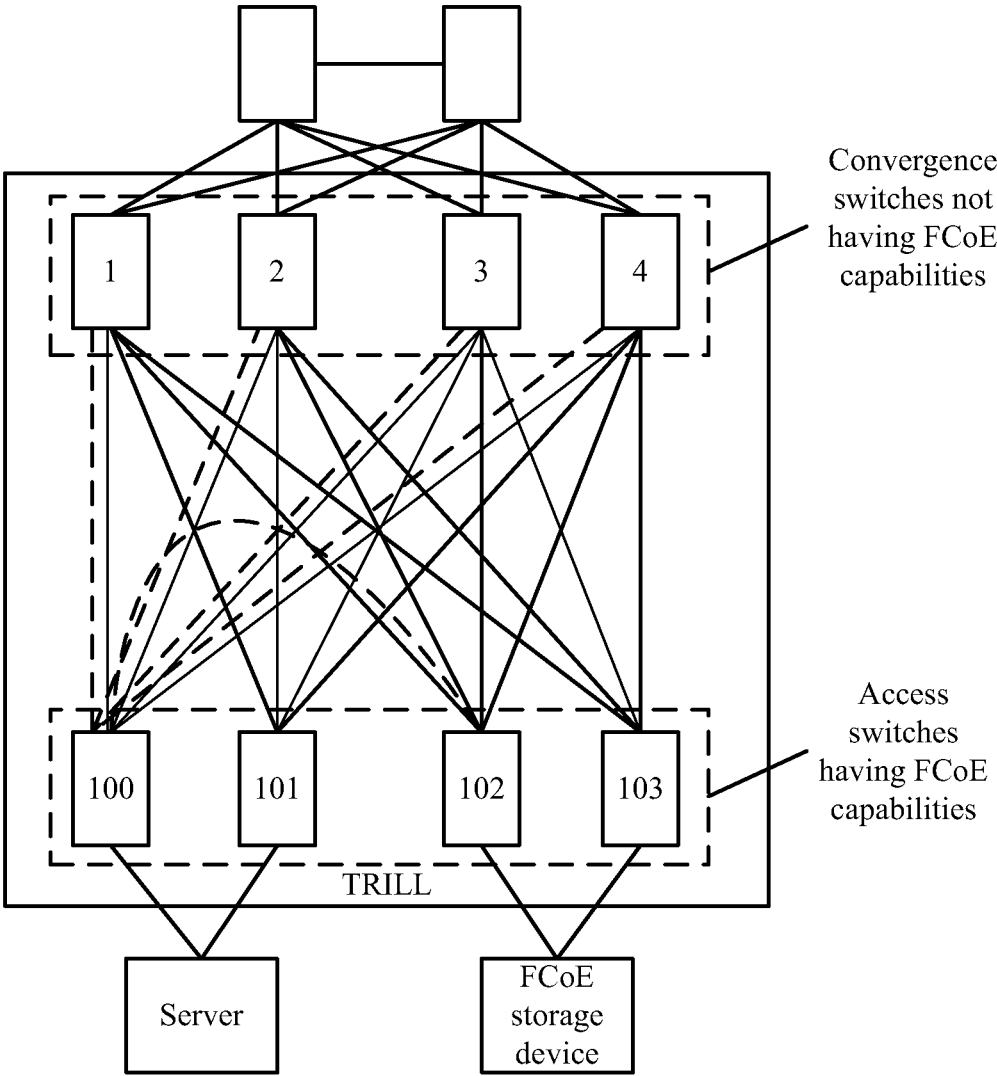 Convergence
switches not
having FCoE
capabilities
1
2
3
4
Access
switches
having FCoE
capabilities
100
101
102
103
TRILL
Server
FCoE
storage
device